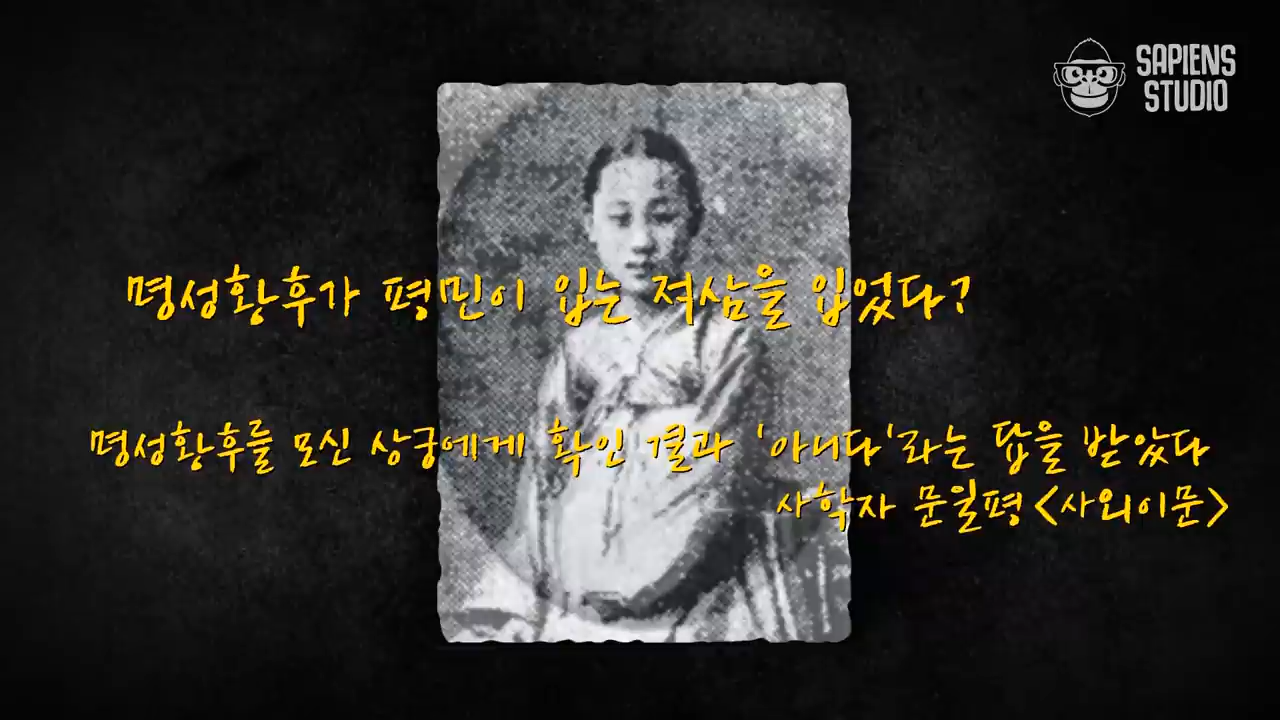 SAPIENS
STUDIO
명성황후가 평민이 입는 적삼을 입었다?
명성황후를 모신 상궁에게 확인 결과 '아니다'라는 답을 받았다
사학자 문일평 <사외이문>